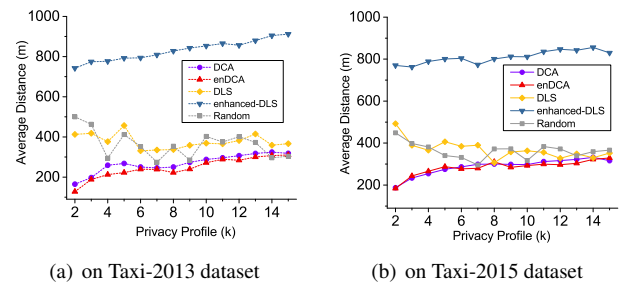 1000
800
600
400
200
Average Distance (m)
DCA
enDCA
DLS
enhanced-DLS
Random
2 4 6 8 10 12 14
Privacy Profile (k)
(a) on Taxi-2013 dataset
1000
800
600
400
200
Average Distance (m)
DCA
enDCA
DLS
enhanced-DLS
Random
2 4 6 8 10 12 14
Privacy Profile (k)
(b) on Taxi-2015 dataset